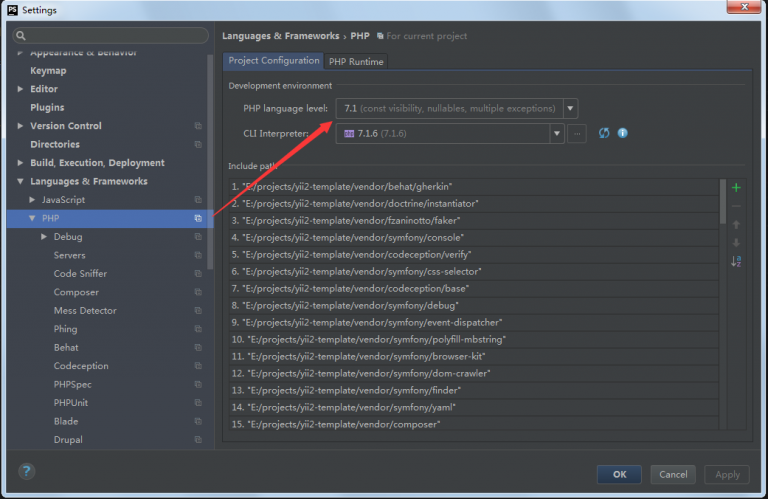 PS Settings
Languages & Frameworks › PHP For current project
Appearance & Behavior
Keymap
Editor
Plugins
Version Control
Directories
Build, Execution, Deployment
Languages & Frameworks
JavaScript
PHP
Debug
Servers
Code Sniffer
Composer
Mess Detector
Phing
Behat
Codeception
PHPSpec
PHPUnit
Blade
Drupal
Project Configuration PHP Runtime
Development environment
PHP language level: 7.1 (const visibility, nullables, multiple exceptions)
CLI Interpreter: php 7.1.6 (7.1.6) ...
Include path
1. "E:/projects/yii2-template/vendor/behat/gherkin"
2. "E:/projects/yii2-template/vendor/doctrine/instantiator"
3. "E:/projects/yii2-template/vendor/fzaninotto/faker"
4. "E:/projects/yii2-template/vendor/symfony/console"
5. "E:/projects/yii2-template/vendor/codeception/verify"
6. "E:/projects/yii2-template/vendor/symfony/css-selector"
7. "E:/projects/yii2-template/vendor/codeception/base"
8. "E:/projects/yii2-template/vendor/symfony/debug"
9. "E:/projects/yii2-template/vendor/symfony/event-dispatcher"
10. "E:/projects/yii2-template/vendor/symfony/polyfill-mbstring"
11. "E:/projects/yii2-template/vendor/symfony/browser-kit"
12. "E:/projects/yii2-template/vendor/symfony/dom-crawler"
13. "E:/projects/yii2-template/vendor/symfony/finder"
14. "E:/projects/yii2-template/vendor/symfony/yaml"
15. "E:/projects/yii2-template/vendor/composer"
OK Cancel Apply